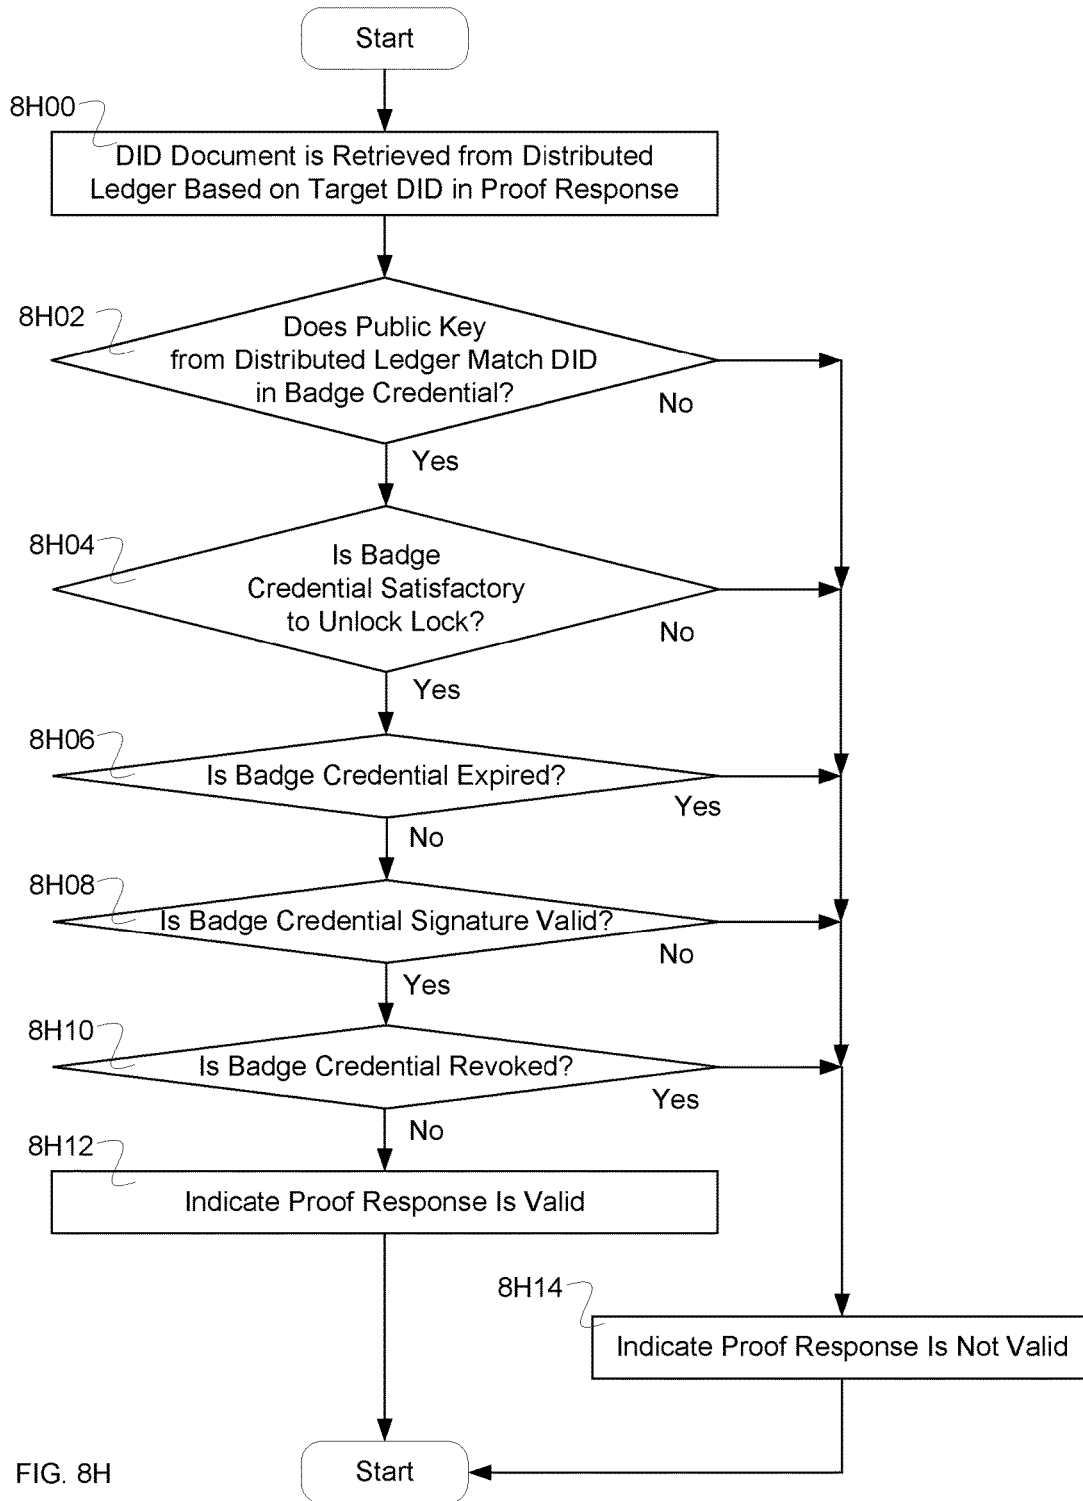 Start
8H00
DID Document is Retrieved from Distributed
Ledger Based on Target DID in Proof Response
8H02
Does Public Key
from Distributed Ledger Match DID
in Badge Credential?
No
Yes
8H04
Is Badge
Credential Satisfactory
to Unlock Lock?
No
Yes
8H06
Is Badge Credential Expired?
Yes
No
8H08
Is Badge Credential Signature Valid?
No
Yes
8H10
Is Badge Credential Revoked?
Yes
No
8H12
Indicate Proof Response Is Valid
8H14
Indicate Proof Response Is Not Valid
Start
FIG. 8H